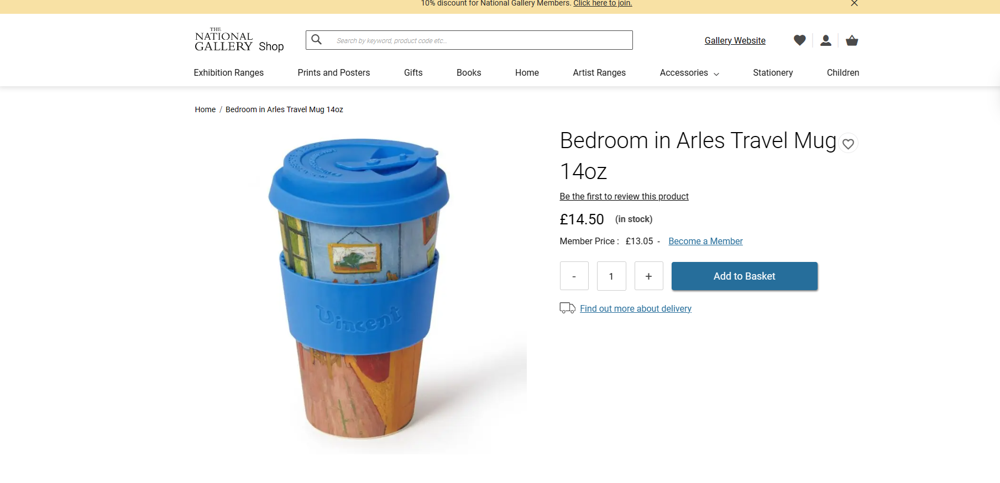 10% discount for National Gallery Members. Click here to join.
THE
NATIONAL
GALLERY Shop
Search by keyword, product code etc...
Gallery Website
Exhibition Ranges Prints and Posters Gifts Books Home Artist Ranges Accessories Stationery Children
Home / Bedroom in Arles Travel Mug 14oz
Bedroom in Arles Travel Mug
14oz
Be the first to review this product
£14.50 (in stock)
Member Price : £13.05 - Become a Member
- 1 + Add to Basket
Find out more about delivery
Vincent